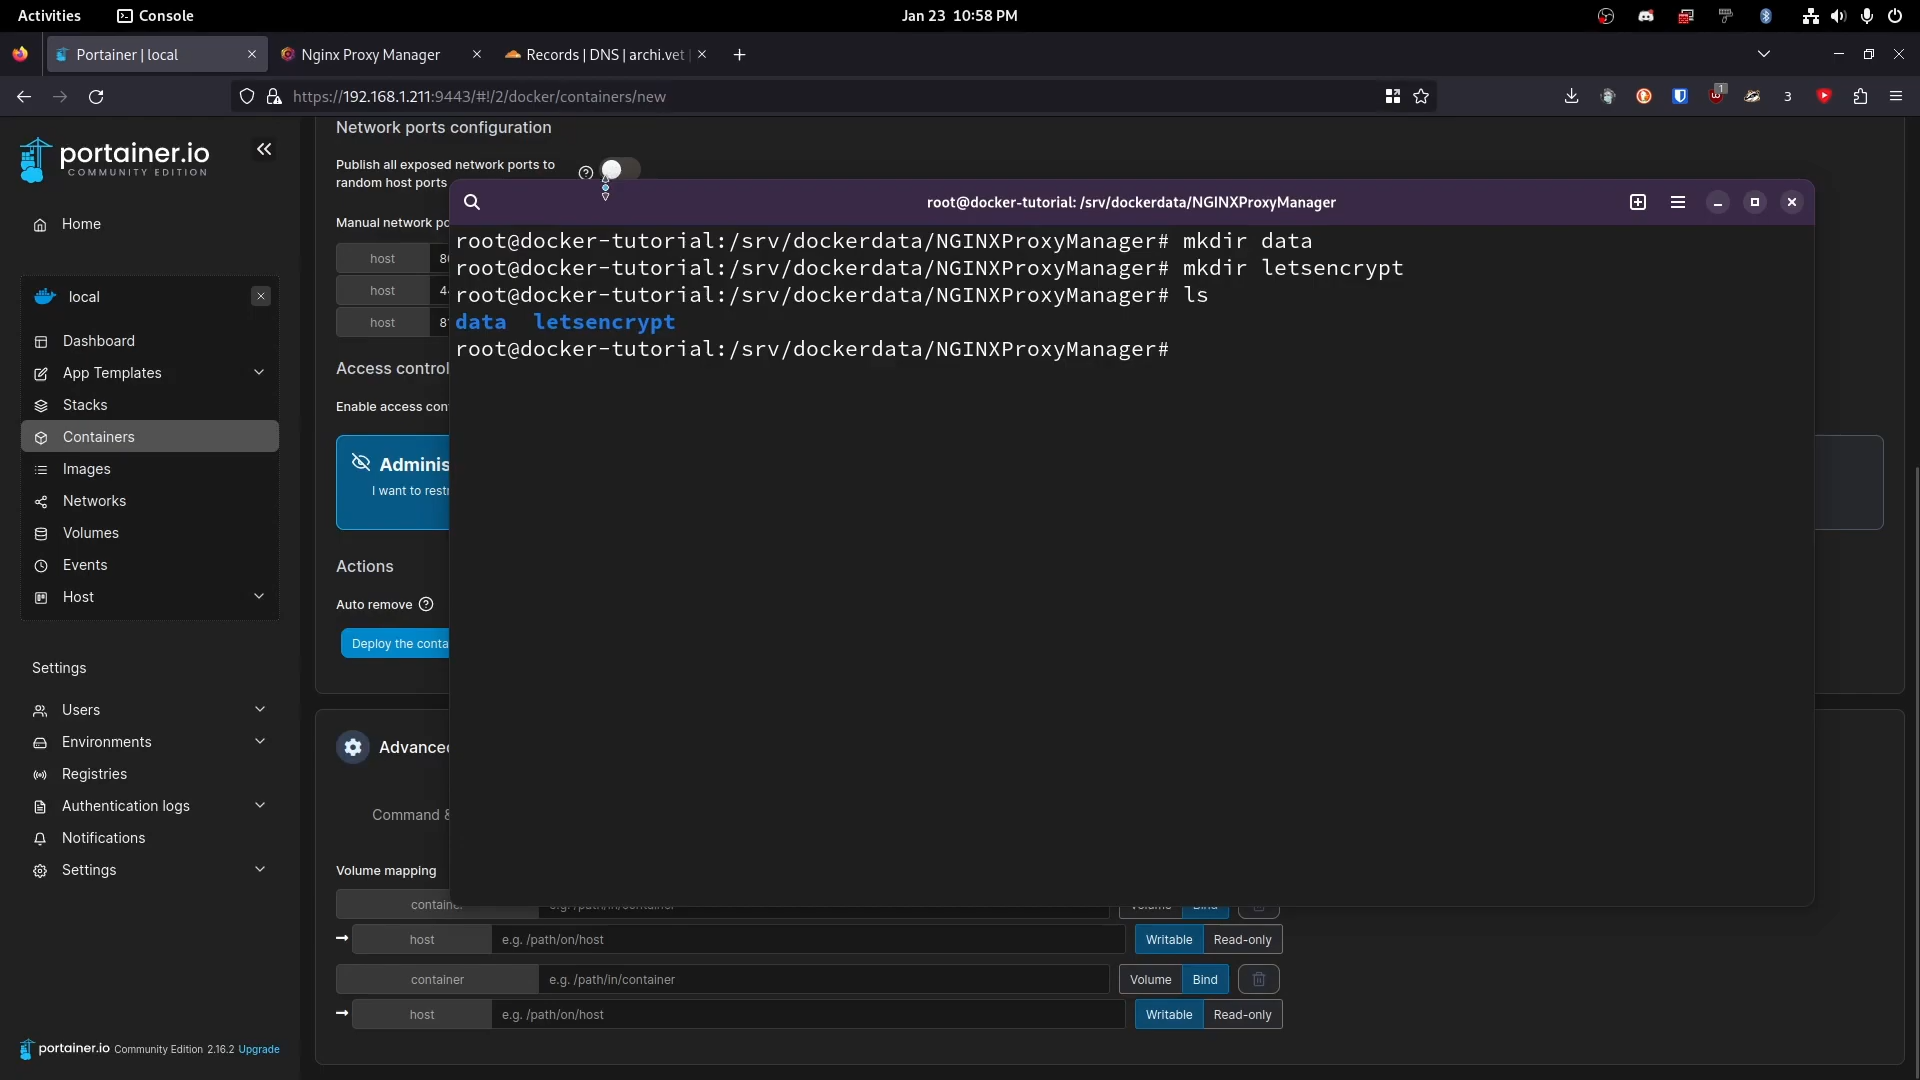 Activities
Console
Jan 23 10:58 PM
Portainer | local
Nginx Proxy Manager
Records | DNS | archi.vet |
https://192.168.1.211:9443/#!/2/docker/containers/new
1
3
portainer.io
COMMUNITY EDITION
Home
local
Dashboard
App Templates
Stacks
Containers
Images
Networks
Volumes
Events
Host
Settings
Users
Environments
Registries
Authentication logs
Notifications
Settings
portainer.io Community Edition 2.16.2 Upgrade
Network ports configuration
Publish all exposed network ports to
random host ports
Manual network po
host
host
host
Access control
Enable access con
Adminis
I want to restr
Actions
Auto remove
Deploy the conta
Advanced
Command &
Volume mapping
root@docker-tutorial: /srv/dockerdata/NGINXProxyManager
root@docker-tutorial:/srv/dockerdata/NGINXProxyManager# mkdir data
root@docker-tutorial:/srv/dockerdata/NGINXProxyManager# mkdir letsencrypt
root@docker-tutorial:/srv/dockerdata/NGINXProxyManager# ls
data letsencrypt
root@docker-tutorial:/srv/dockerdata/NGINXProxyManager#
container
host e.g. /path/on/host Writable Read-only
container e.g. /path/in/container Volume Bind
host e.g. /path/on/host Writable Read-only